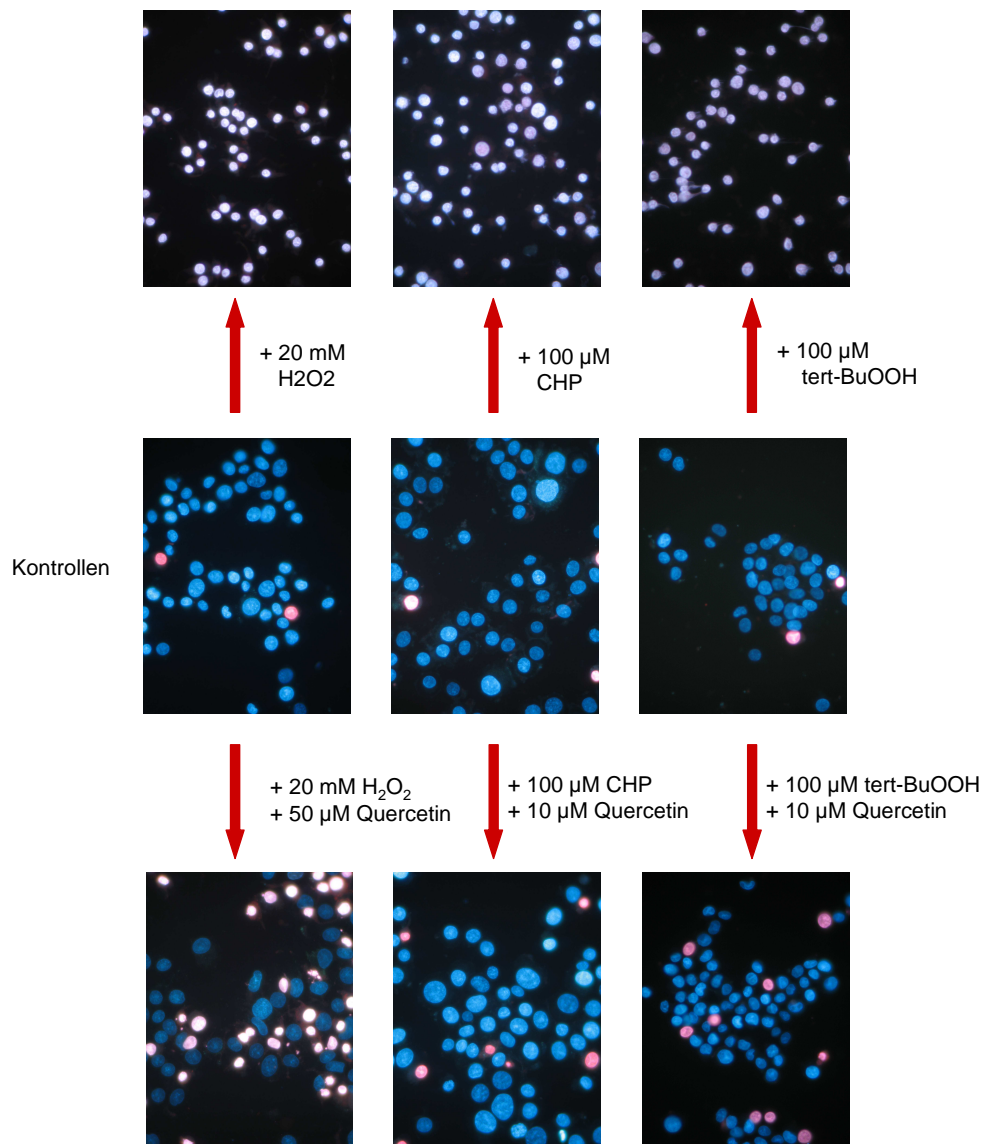 + 20 mM
H2O2
+ 100 µM
CHP
+ 100 µM
tert-BuOOH
Kontrollen
+ 20 mM H₂O₂
+ 50 µM Quercetin
+ 100 µM CHP
+ 10 µM Quercetin
+ 100 µM tert-BuOOH
+ 10 µM Quercetin